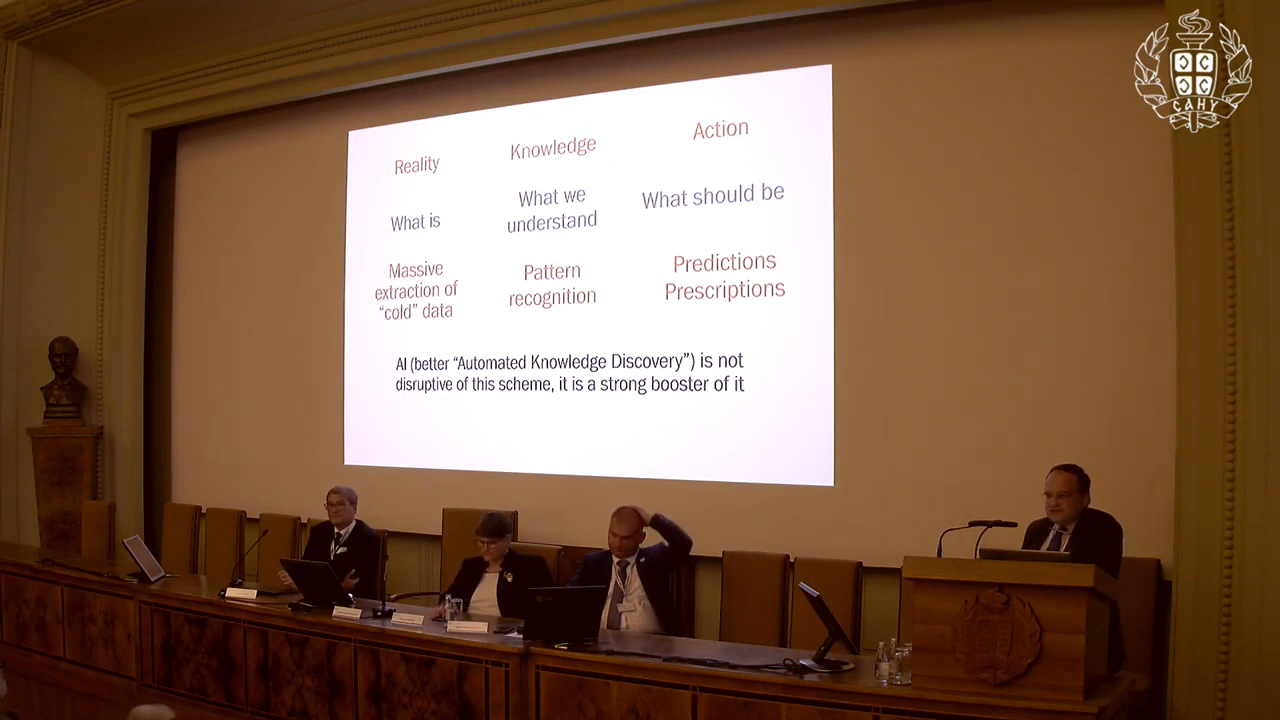 Reality
Knowledge
Action
What is
What we
understand
What should be
Massive
extraction of
“cold” data
Pattern
recognition
Predictions
Prescriptions
AI (better “Automated Knowledge Discovery”) is not
disruptive of this scheme, it is a strong booster of it
САНУ